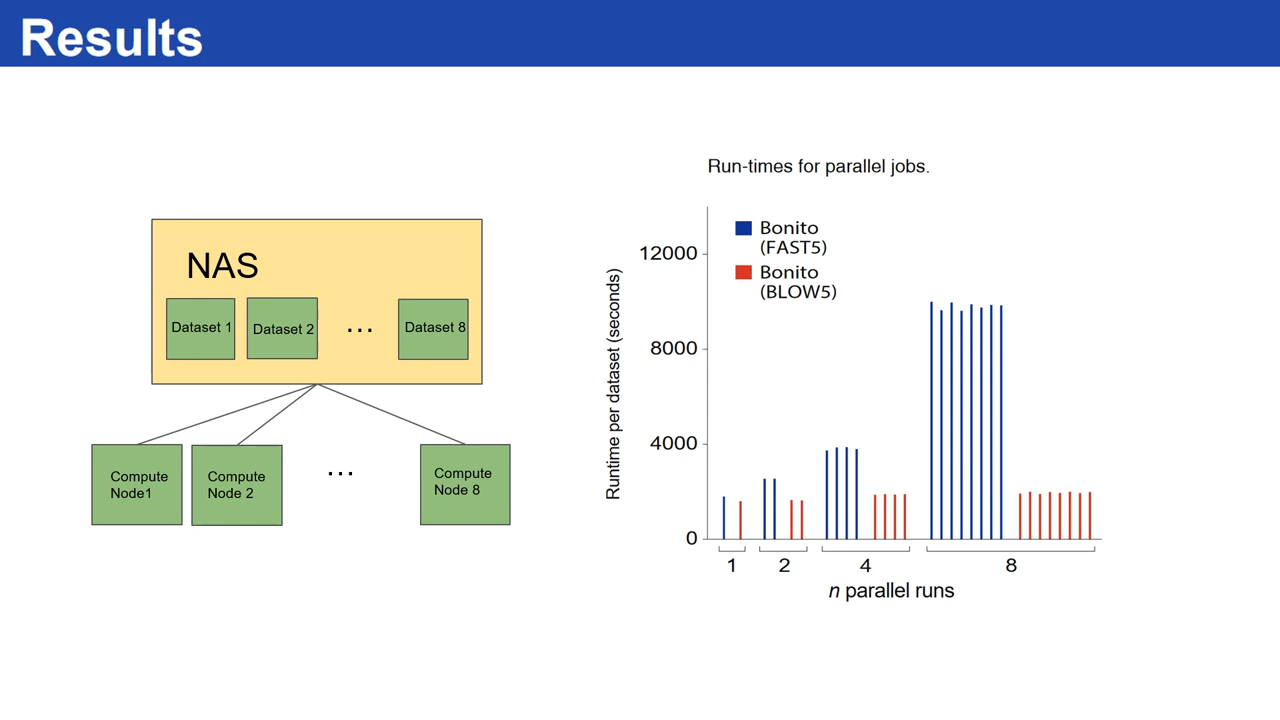 Results
NAS
Dataset 1
Dataset 2
...
Dataset 8
Compute
Node1
Compute
Node 2
...
Compute
Node 8
Run-times for parallel jobs.
Bonito
(FAST5)
Bonito
(BLOW5)
Runtime per dataset (seconds)
12000
8000
4000
0
1
2
4
8
n parallel runs